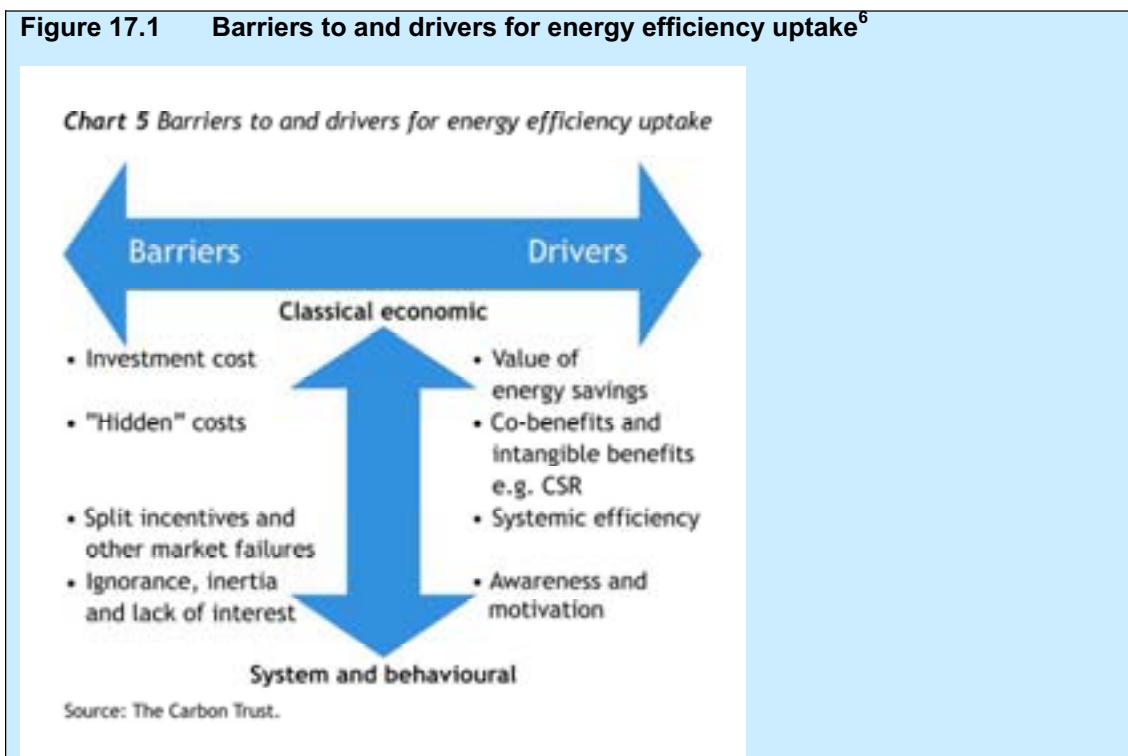 Figure 17.1 Barriers to and drivers for energy efficiency uptake6
Chart 5 Barriers to and drivers for energy efficiency uptake
Barriers
Drivers
Classical economic
• Investment cost
• "Hidden" costs
• Split incentives and
other market failures
• Ignorance, inertia
and lack of interest
• Value of
energy savings
• Co-benefits and
intangible benefits
e.g. CSR
• Systemic efficiency
• Awareness and
motivation
System and behavioural
Source: The Carbon Trust.